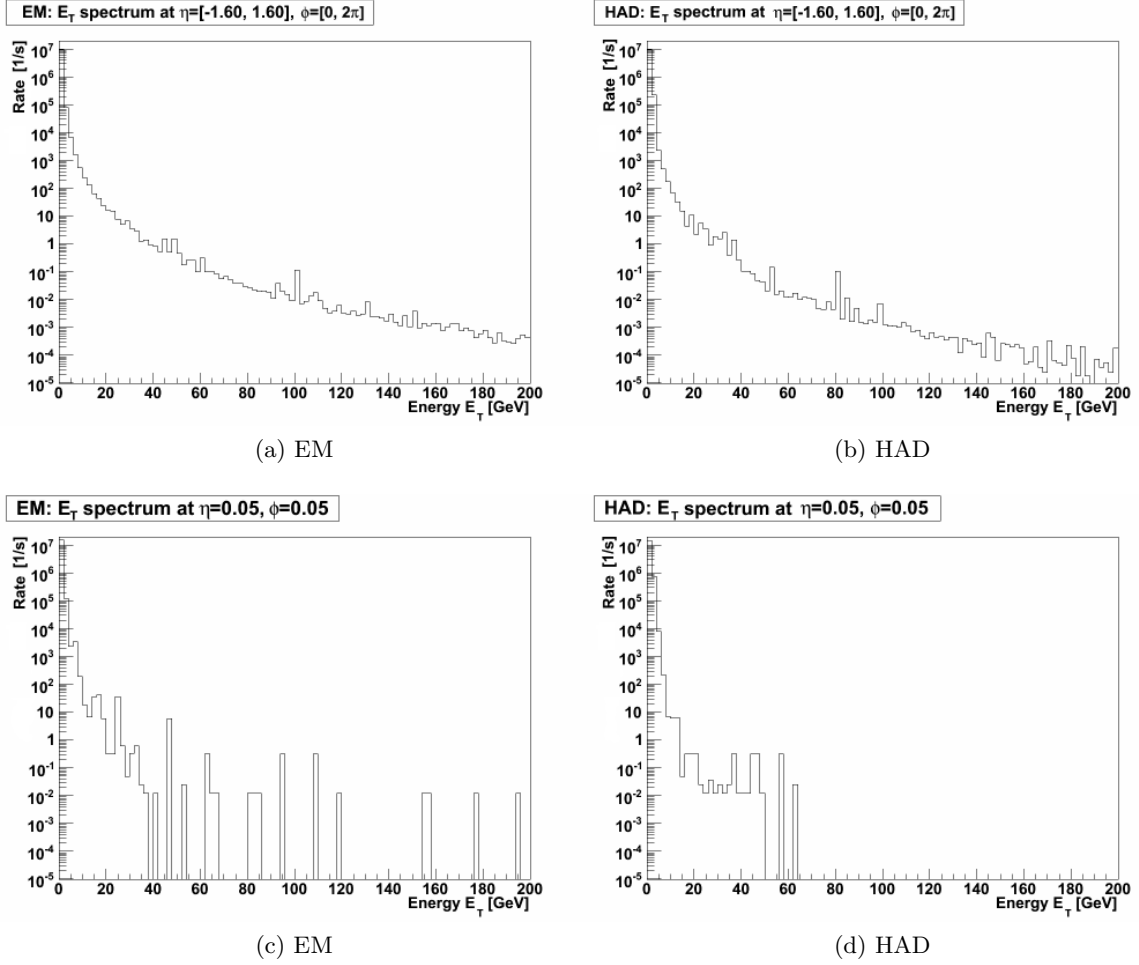 EM: E_T spectrum at η=[-1.60, 1.60], φ=[0, 2π]
Rate [1/s]
10^7
10^6
10^5
10^4
10^3
10^2
10
1
10^-1
10^-2
10^-3
10^-4
10^-5
0 20 40 60 80 100 120 140 160 180 200
Energy E_T [GeV]
(a) EM
HAD: E_T spectrum at η=[-1.60, 1.60], φ=[0, 2π]
Rate [1/s]
10^7
10^6
10^5
10^4
10^3
10^2
10
1
10^-1
10^-2
10^-3
10^-4
10^-5
0 20 40 60 80 100 120 140 160 180 200
Energy E_T [GeV]
(b) HAD
EM: E_T spectrum at η=0.05, φ=0.05
Rate [1/s]
10^7
10^6
10^5
10^4
10^3
10^2
10
1
10^-1
10^-2
10^-3
10^-4
10^-5
0 20 40 60 80 100 120 140 160 180 200
Energy E_T [GeV]
(c) EM
HAD: E_T spectrum at η=0.05, φ=0.05
Rate [1/s]
10^7
10^6
10^5
10^4
10^3
10^2
10
1
10^-1
10^-2
10^-3
10^-4
10^-5
0 20 40 60 80 100 120 140 160 180 200
Energy E_T [GeV]
(d) HAD